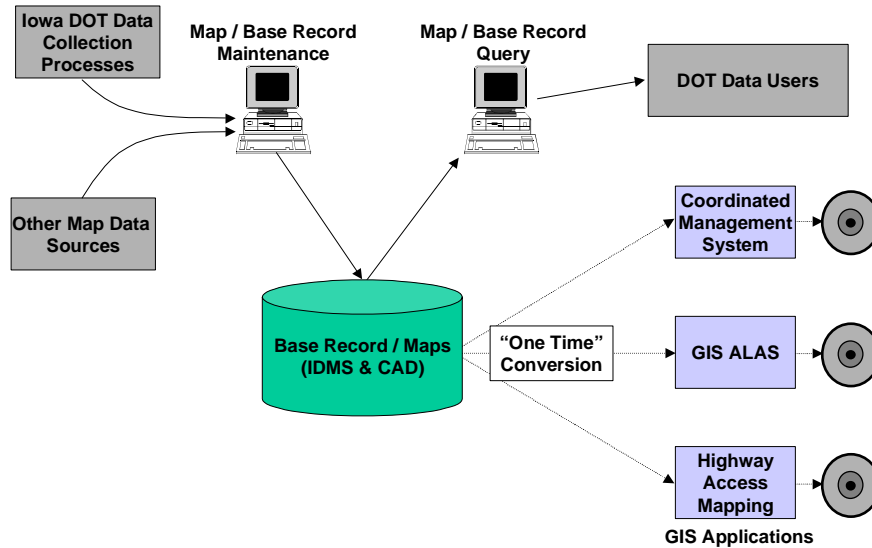 Iowa DOT Data
Collection
Processes
Map / Base Record
Maintenance
Map / Base Record
Query
DOT Data Users
Other Map Data
Sources
Coordinated
Management
System
Base Record / Maps
(IDMS & CAD)
“One Time”
Conversion
GIS ALAS
Highway
Access
Mapping
GIS Applications